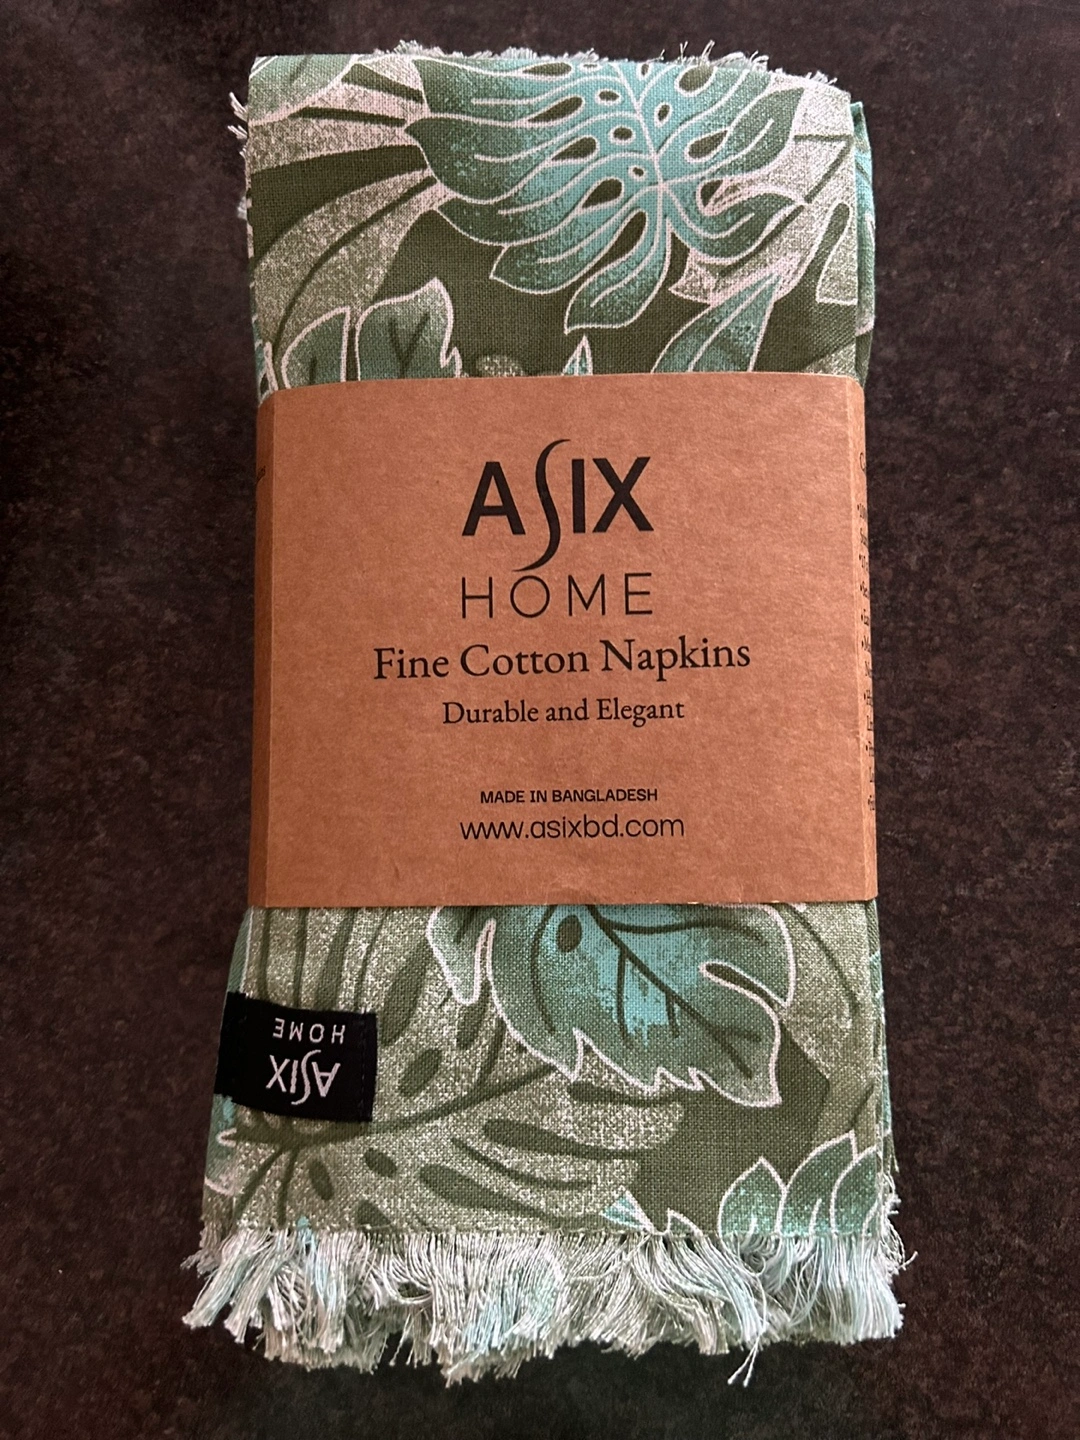 ASIX
HOME
Fine Cotton Napkins
Durable and Elegant
MADE IN BANGLADESH
www.asixbd.com
ASIX
HOME